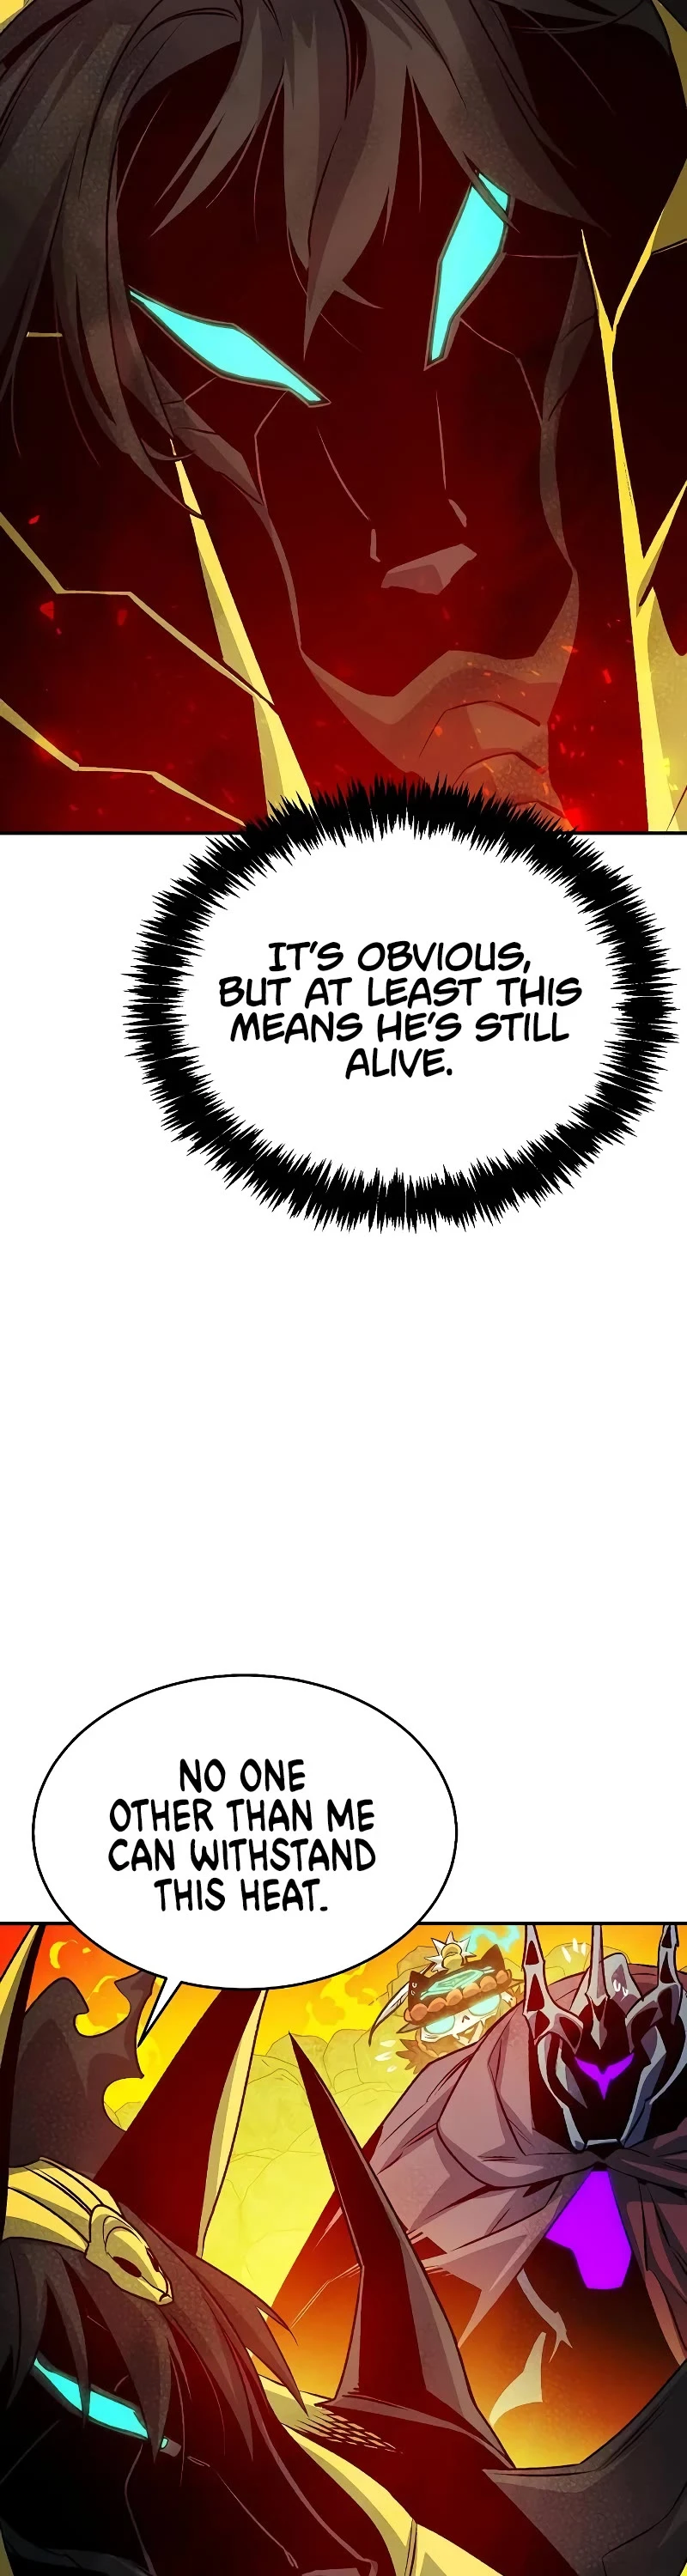 IT'S OBVIOUS,
BUT AT LEAST THIS
MEANS HE'S STILL
ALIVE.
NO ONE
OTHER THAN ME
CAN WITHSTAND
THIS HEAT.